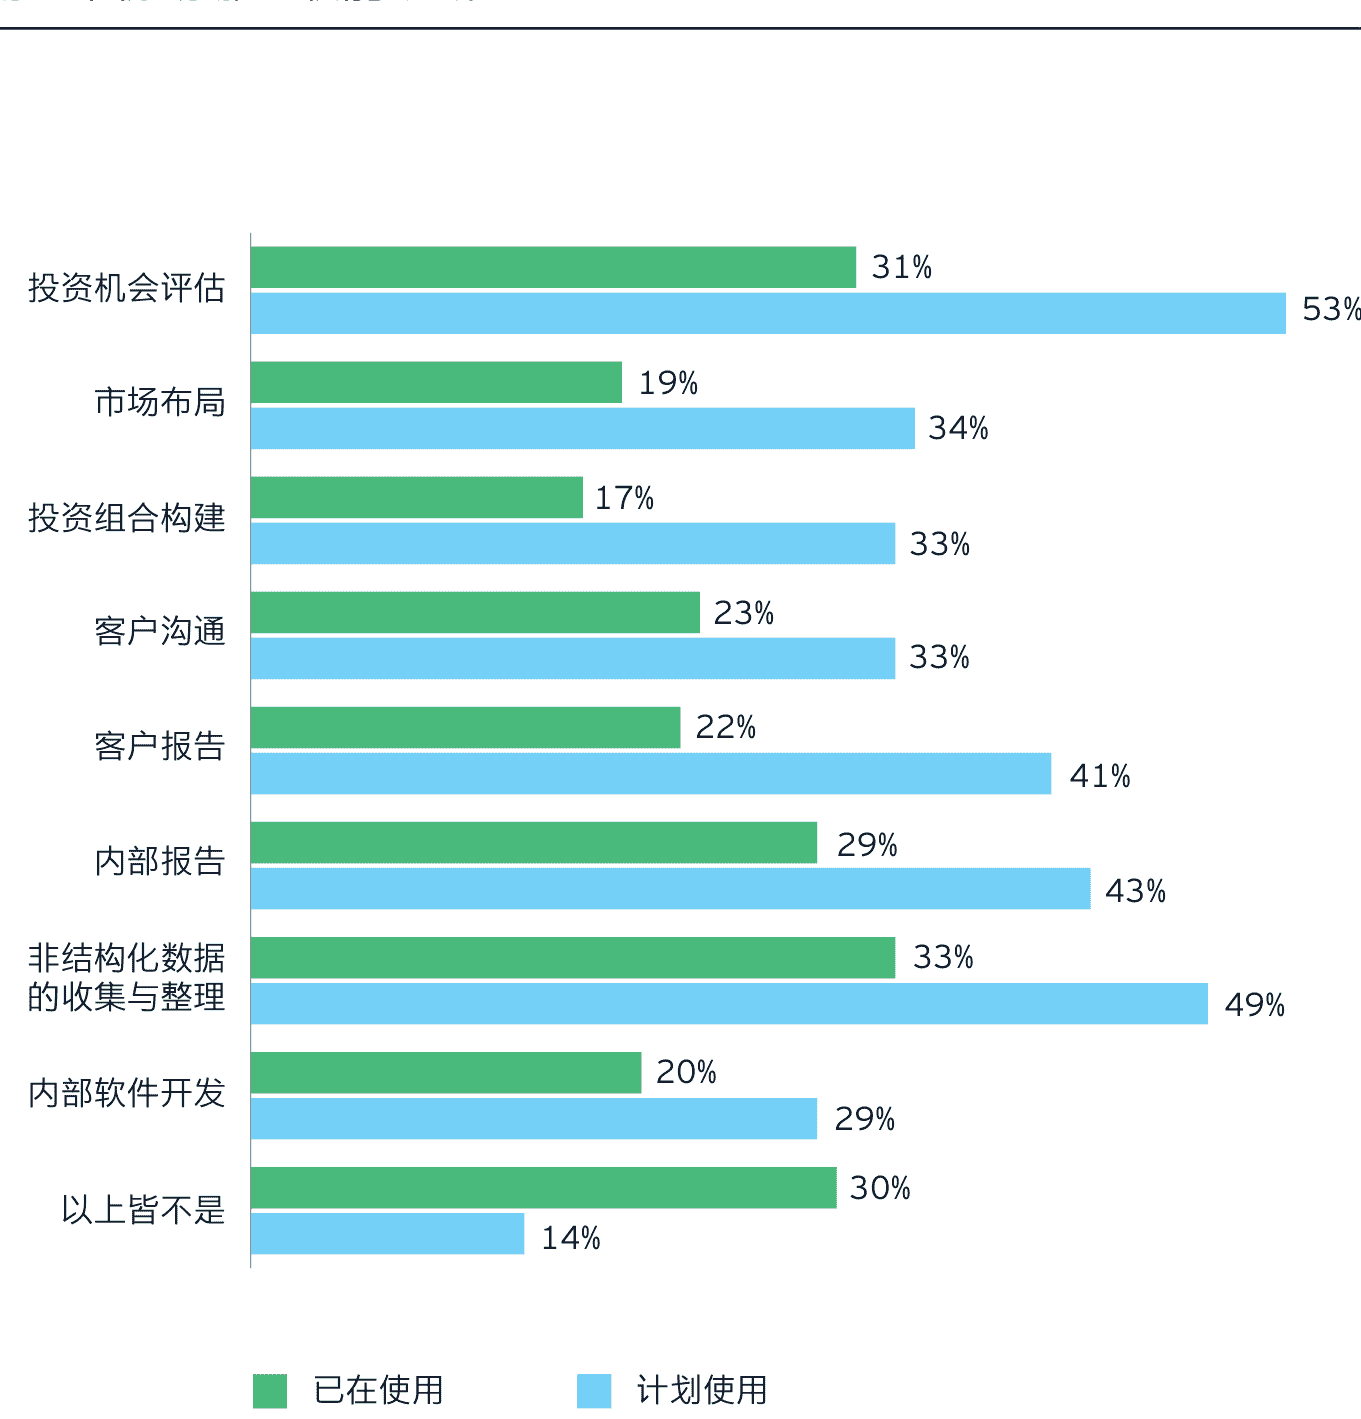 投资机会评估
31%
53%
市场布局
19%
34%
投资组合构建
17%
33%
客户沟通
23%
33%
客户报告
22%
41%
内部报告
29%
43%
非结构化数据
的收集与整理
33%
49%
内部软件开发
20%
29%
以上皆不是
30%
14%
已在使用
计划使用